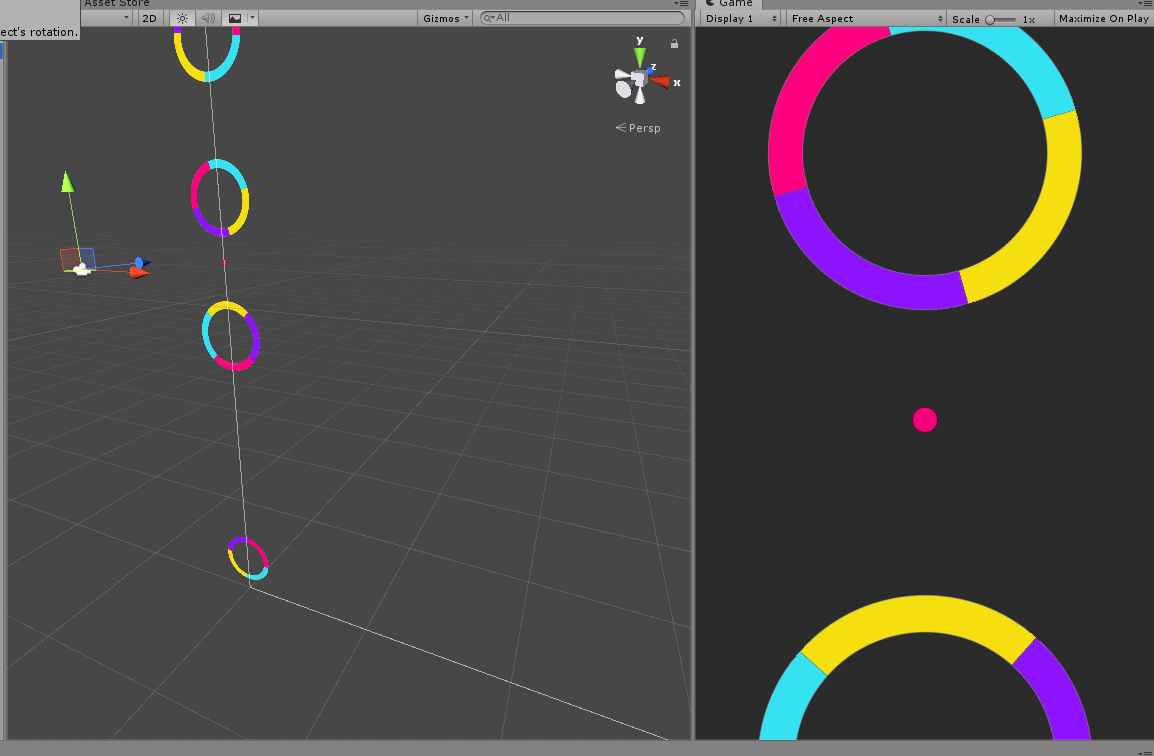 Asset Store
Game
2D
Gizmos
All
Display 1
Free Aspect
Scale
1x
Maximize On Play
ect's rotation.
y
z
x
Persp